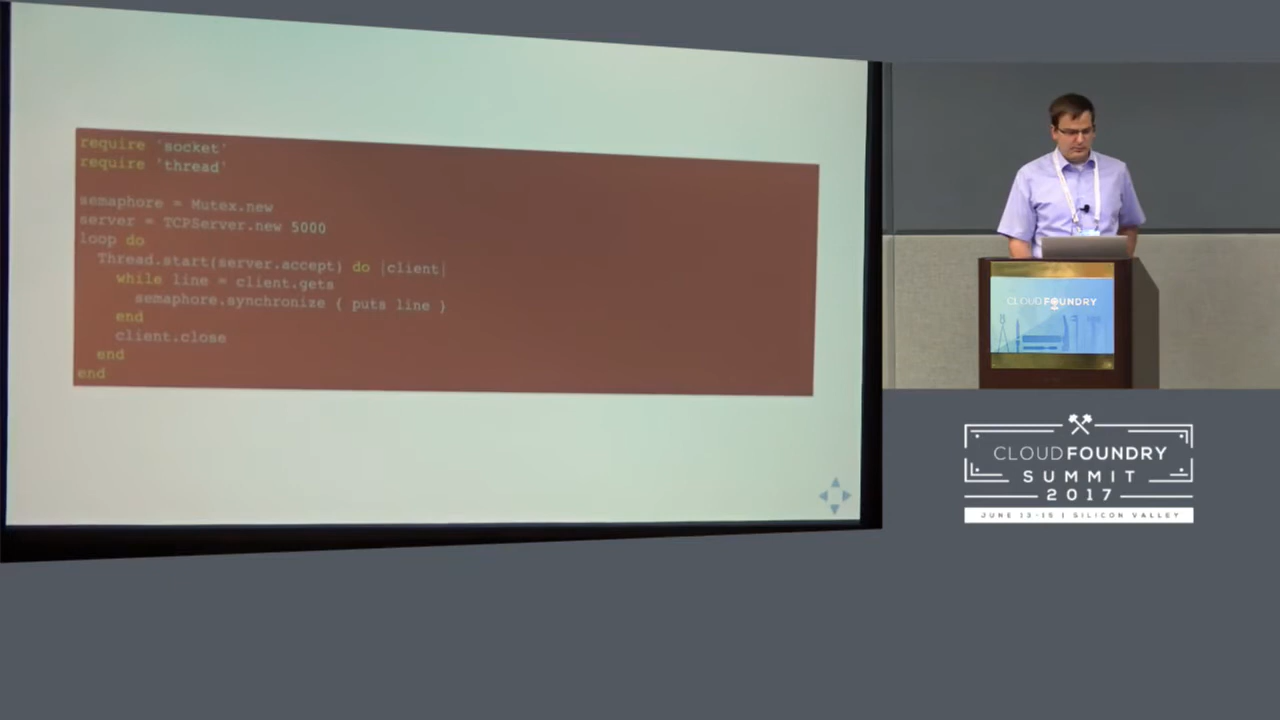 require 'socket'
require 'thread'
semaphore = Mutex.new
server = TCPServer.new 5000
loop do
Thread.start(server.accept) do |client|
while line = client.gets
semaphore.synchronize { puts line }
end
client.close
end
end
CLOUD FOUNDRY
CLOUD FOUNDRY
SUMMIT
2017
JUNE 13-15 | SILICON VALLEY